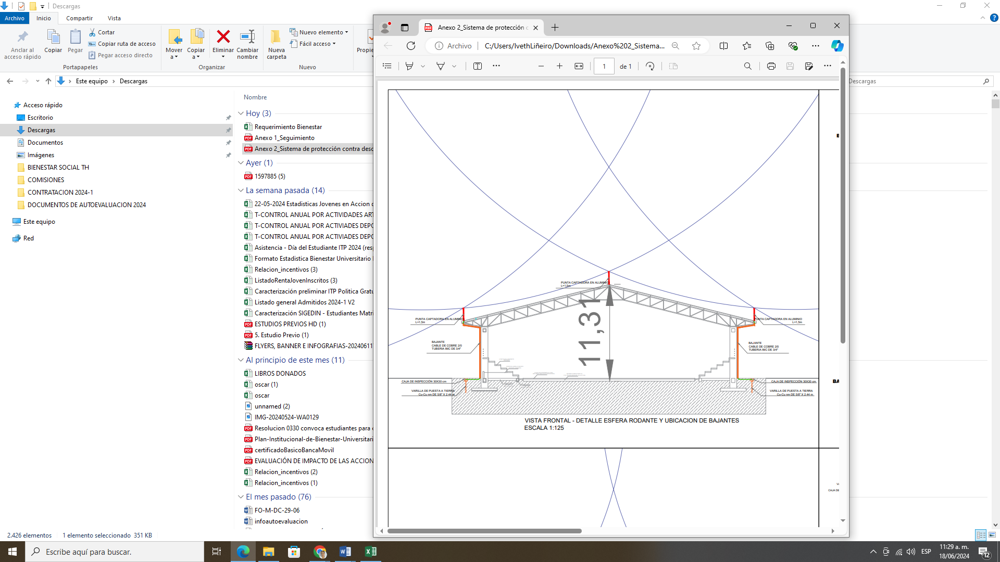 Descargas
Archivo
Inicio
Compartir
Vista
Anclar al
acceso rápido
Copiar
Pegar
Cortar
Copiar ruta de acceso
Pegar acceso directo
Portapapeles
Mover
a
Copiar
a
Eliminar
Cambiar
nombre
Organizar
Nueva
carpeta
Nuevo elemento
Fácil acceso
Nuevo
Este equipo
Descargas
Descargas
Acceso rápido
Escritorio
Descargas
Documentos
Imágenes
BIENESTAR SOCIAL TH
COMISIONES
CONTRATACION 2024-1
DOCUMENTOS DE AUTOEVALUACION 2024
Este equipo
Red
Nombre
Hoy (3)
Requerimiento Bienestar
Anexo 1_Seguimiento
Anexo 2_Sistema de protección contra desc
Ayer (1)
1597885 (5)
La semana pasada (14)
22-05-2024 Estadisticas Jovenes en Accion
T-CONTROL ANUAL POR ACTIVIDADES ART
T-CONTROL ANUAL POR ACTIVIADES DEPO
T-CONTROL ANUAL POR ACTIVIADES DEPO
Asistencia - Día del Estudiante ITP 2024 (res
Formato Estadistica Bienestar Universitario
Relacion_incentivos (3)
ListadoRentaJovenInscritos (3)
Caracterización preliminar ITP Politica Gratu
Listado general Admitidos 2024-1 V2
Caracterización SIGEDIN - Estudiantes Matri
ESTUDIOS PREVIOS HD (1)
5. Estudio Previo (1)
FLYERS, BANNER E INFOGRAFIAS-20240611
Al principio de este mes (11)
LIBROS DONADOS
oscar (1)
oscar
unnamed (2)
IMG-20240524-WA0129
Resolucion 0330 convoca estudiantes para
Plan-Institucional-de-Bienestar-Universitari
certificadoBasicoBancaMovil
EVALUACIÓN DE IMPACTO DE LAS ACCION
Relacion_incentivos (2)
Relacion_incentivos (1)
El mes pasado (76)
FO-M-DC-29-06
infoautoevaluacion
2.426 elementos
1 elemento seleccionado 351 KB
Anexo 2_Sistema de protección
Archivo
C:/Users/IvethLiñeiro/Downloads/Anexo%202_Sistema...
1
de 1
PUNTA CAPTADORA EN ALUMINIO
L=1,5m
PUNTA CAPTADORA EN ALUMINIO
L=1,5m
PUNTA CAPTADORA EN ALUMINIO
L=1,5m
11,31
BAJANTE
CABLE DE COBRE 2/0
TUBERIA IMC DE 3/4"
BAJANTE
CABLE DE COBRE 2/0
TUBERIA IMC DE 3/4"
CAJA DE INSPECCIÓN 30X30 cm
VARILLA DE PUESTA A TIERRA
Cu-Cu nm DE 5/8" X 2.44 m
CAJA DE INSPECCIÓN 30X30 cm
VARILLA DE PUESTA A TIERRA
Cu-Cu nm DE 5/8" X 2.44 m
VISTA FRONTAL - DETALLE ESFERA RODANTE Y UBICACION DE BAJANTES
ESCALA 1:125
BA
CAJA DE
Escribe aquí para buscar.
ESP
11:29 a. m.
18/06/2024
12